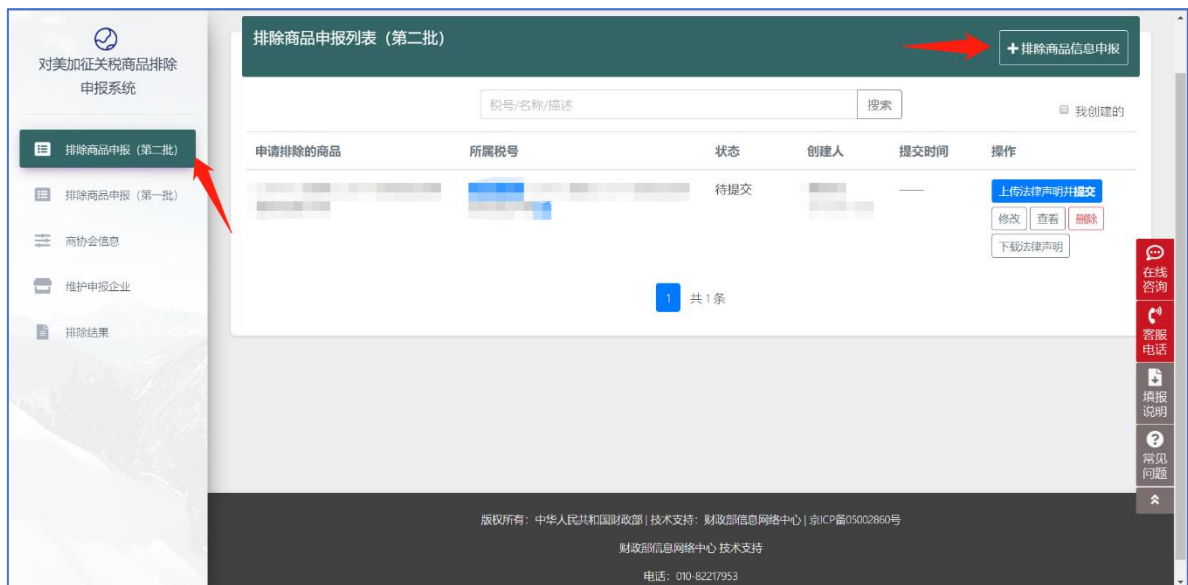 对美加征关税商品排除
申报系统
排除商品申报（第二批）
排除商品申报（第一批）
商协会信息
维护申报企业
排除结果
排除商品申报列表（第二批）
+排除商品信息申报
税号/名称/描述
搜索
我创建的
申请排除的商品 所属税号 状态 创建人 提交时间 操作
待提交 —— 上传法律声明并提交
修改 查看 删除
下载法律声明
1 共1条
在线
咨询
客服
电话
填报
说明
常见
问题
版权所有：中华人民共和国财政部 | 技术支持：财政部信息网络中心 | 京ICP备05002860号
财政部信息网络中心 技术支持
电话：010-82217953